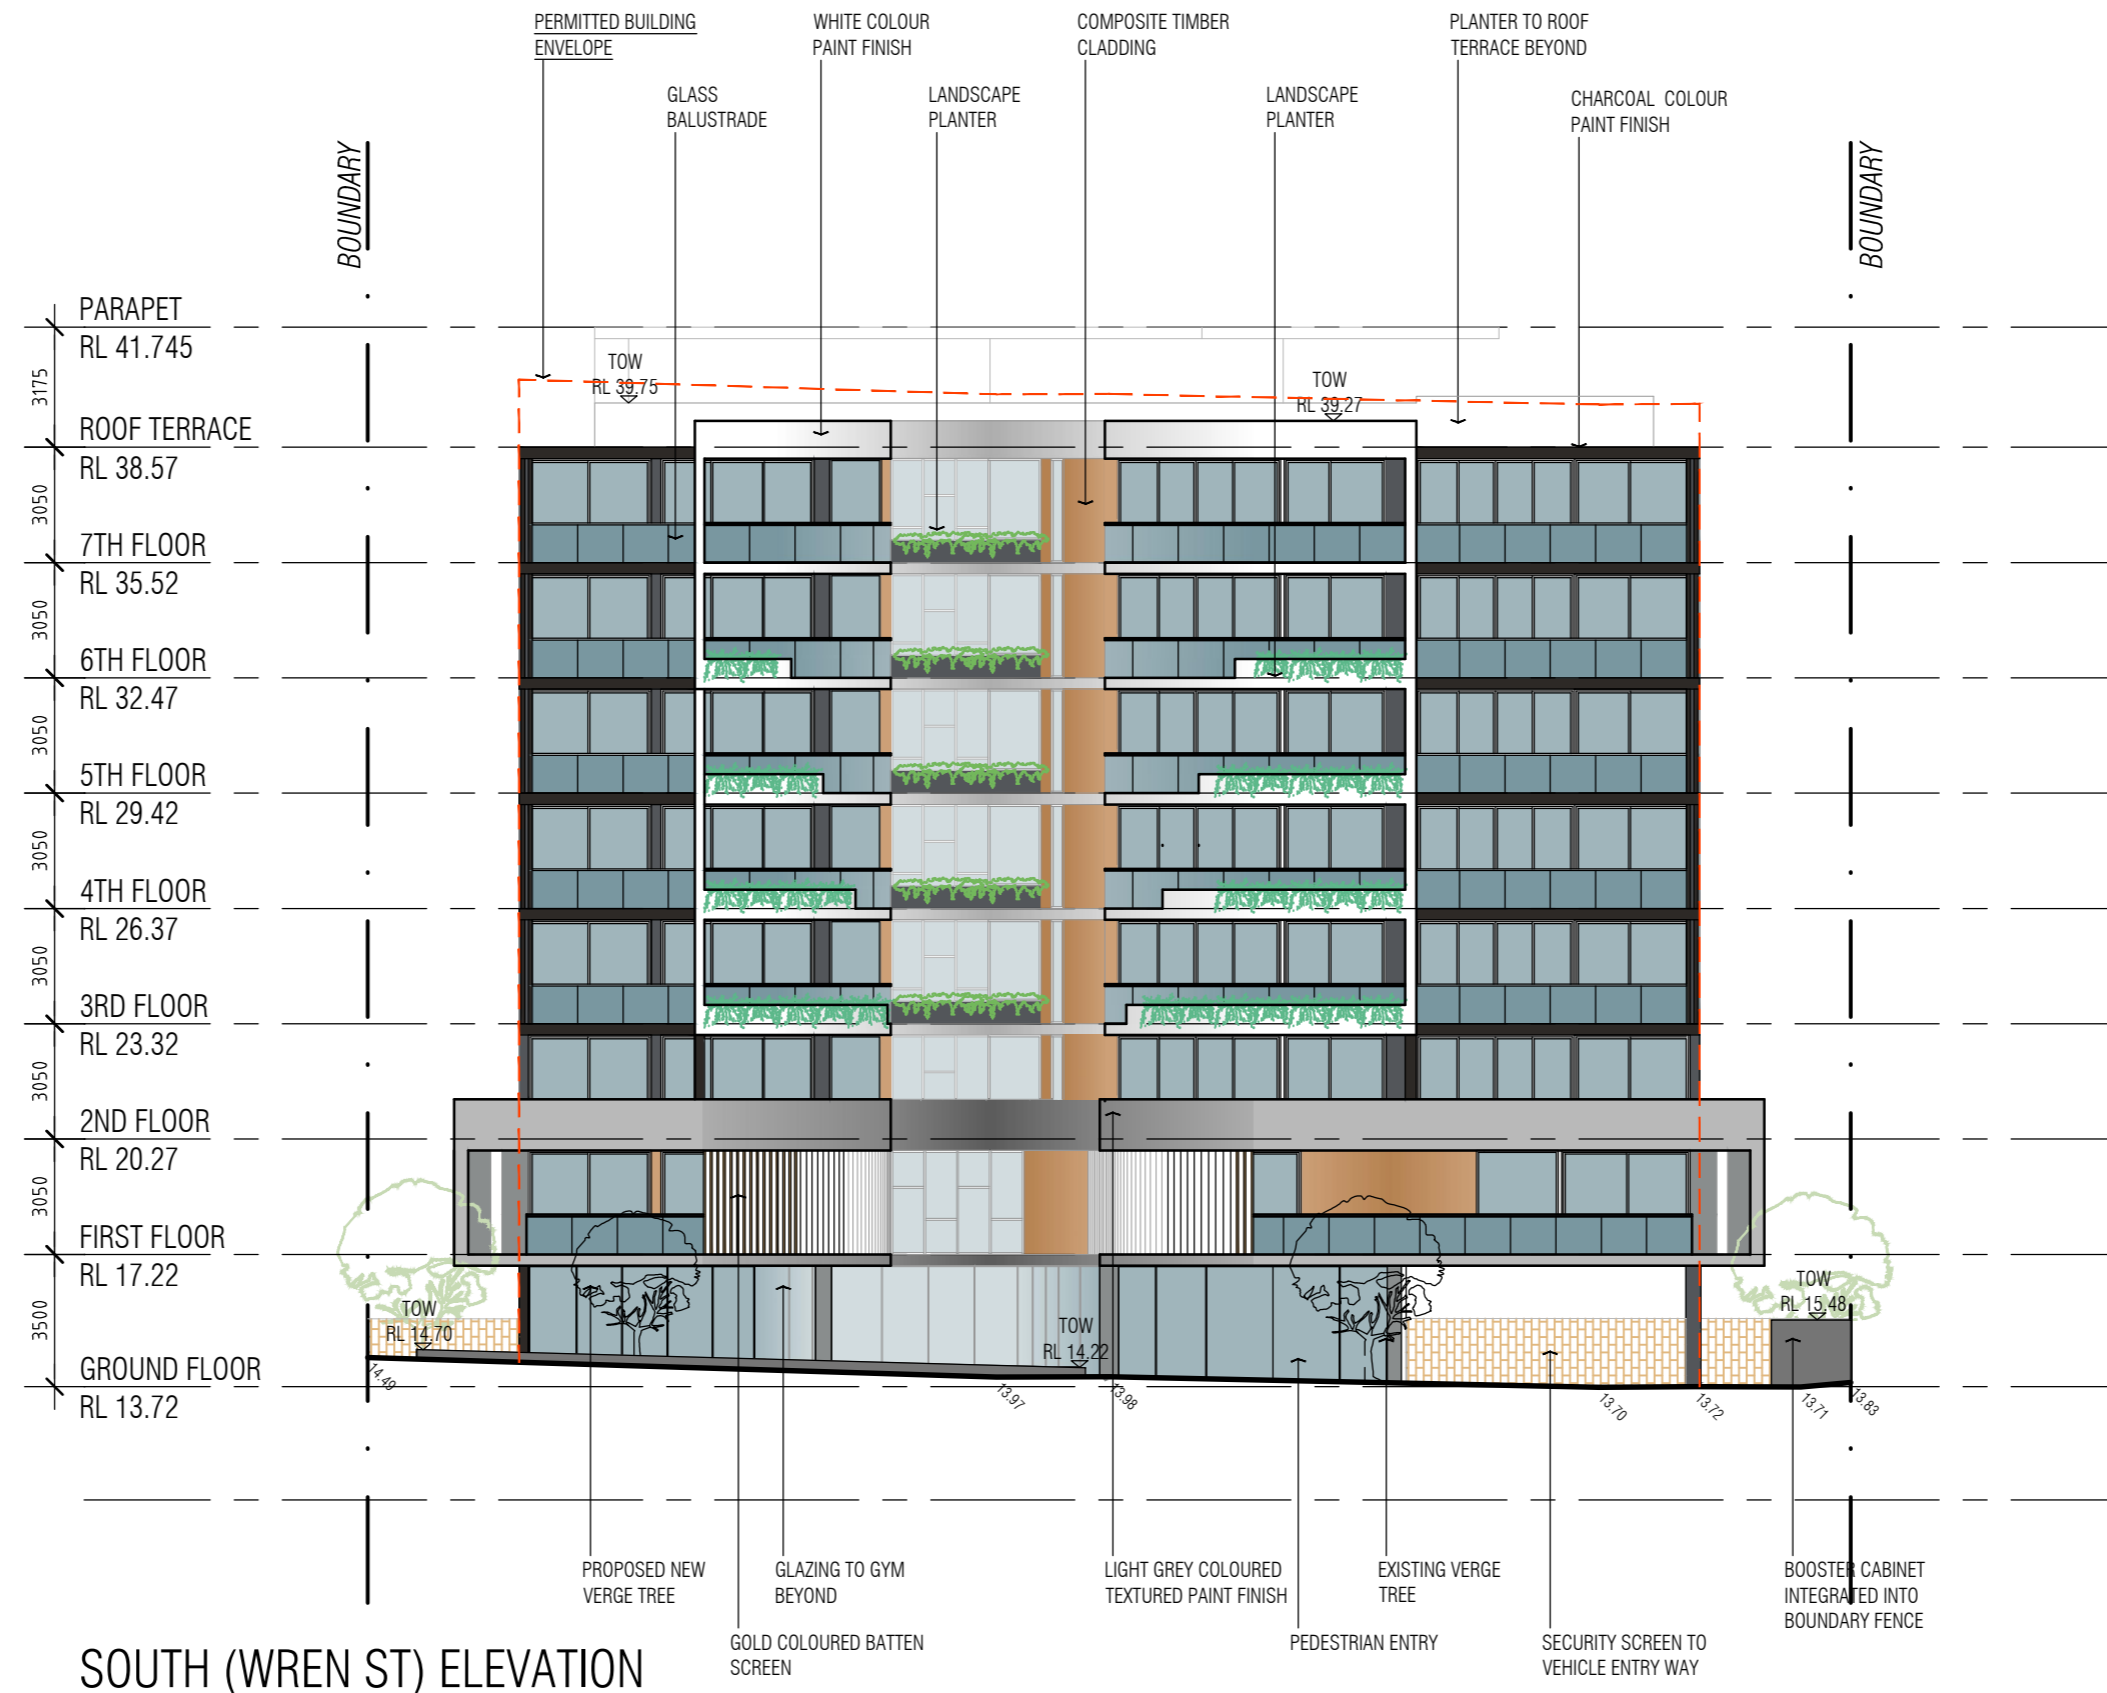 PERMITTED BUILDING
ENVELOPE
WHITE COLOUR
PAINT FINISH
COMPOSITE TIMBER
CLADDING
PLANTER TO ROOF
TERRACE BEYOND
GLASS
BALUSTRADE
LANDSCAPE
PLANTER
LANDSCAPE
PLANTER
CHARCOAL COLOUR
PAINT FINISH
BOUNDARY
BOUNDARY
PARAPET
RL 41.745
3175
TOW
RL 39.75
TOW
RL 39.27
ROOF TERRACE
RL 38.57
3050
7TH FLOOR
RL 35.52
3050
6TH FLOOR
RL 32.47
3050
5TH FLOOR
RL 29.42
3050
4TH FLOOR
RL 26.37
3050
3RD FLOOR
RL 23.32
3050
2ND FLOOR
RL 20.27
3050
FIRST FLOOR
RL 17.22
3500
TOW
RL 14.70
TOW
RL 14.22
TOW
RL 15.48
GROUND FLOOR
RL 13.72
14.49
13.97
13.98
13.70
13.72
13.71
13.83
PROPOSED NEW
VERGE TREE
GLAZING TO GYM
BEYOND
LIGHT GREY COLOURED
TEXTURED PAINT FINISH
EXISTING VERGE
TREE
BOOSTER CABINET
INTEGRATED INTO
BOUNDARY FENCE
GOLD COLOURED BATTEN
SCREEN
PEDESTRIAN ENTRY
SECURITY SCREEN TO
VEHICLE ENTRY WAY
SOUTH (WREN ST) ELEVATION